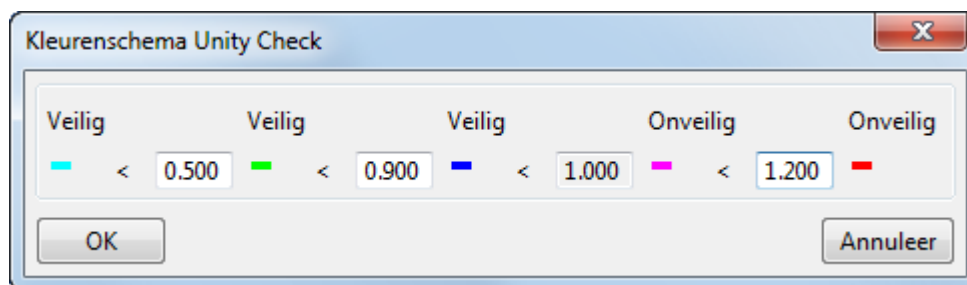 Kleurenschema Unity Check
Veilig Veilig Veilig Onveilig Onveilig
< 0.500 < 0.900 < 1.000 < 1.200
OK Annuleer